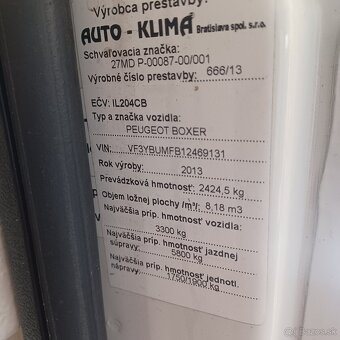 Výrobca prestavby:
AUTO - KLIMA Bratislava spol. s.r.o.
Schvaľovacia značka:
27MD P-00087-00/001
Výrobné číslo prestavby: 666/13
EČV: IL204CB
Typ a značka vozidla:
PEUGEOT BOXER
VIN: VF3YBUMFB12469131
Rok výroby: 2013
Prevádzková hmotnosť: 2424,5 kg
Objem ložnej plochy /m³/: 8,18 m3
Najväčšia príp. hmotnosť vozidla:
3300 kg
Najväčšia príp. hmotnosť jazdnej
súpravy: 5800 kg
Najväčšia príp. hmotnosť jednotl.
nápravy: 1750/1900 kg
bazos.sk